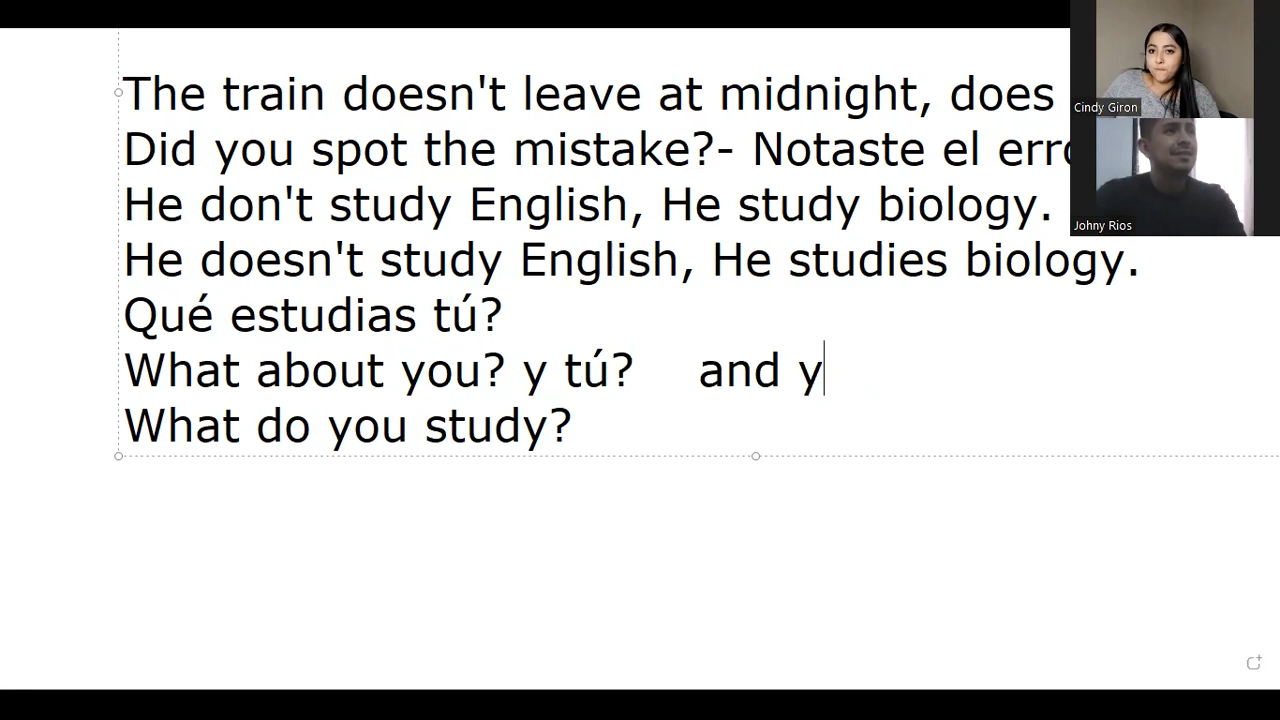 The train doesn't leave at midnight, does
Did you spot the mistake?- Notaste el
He don't study English, He study biology.
He doesn't study English, He studies biology.
Qué estudias tú?
What about you? y tú? and y
What do you study?
Cindy Giron
Johny Rios